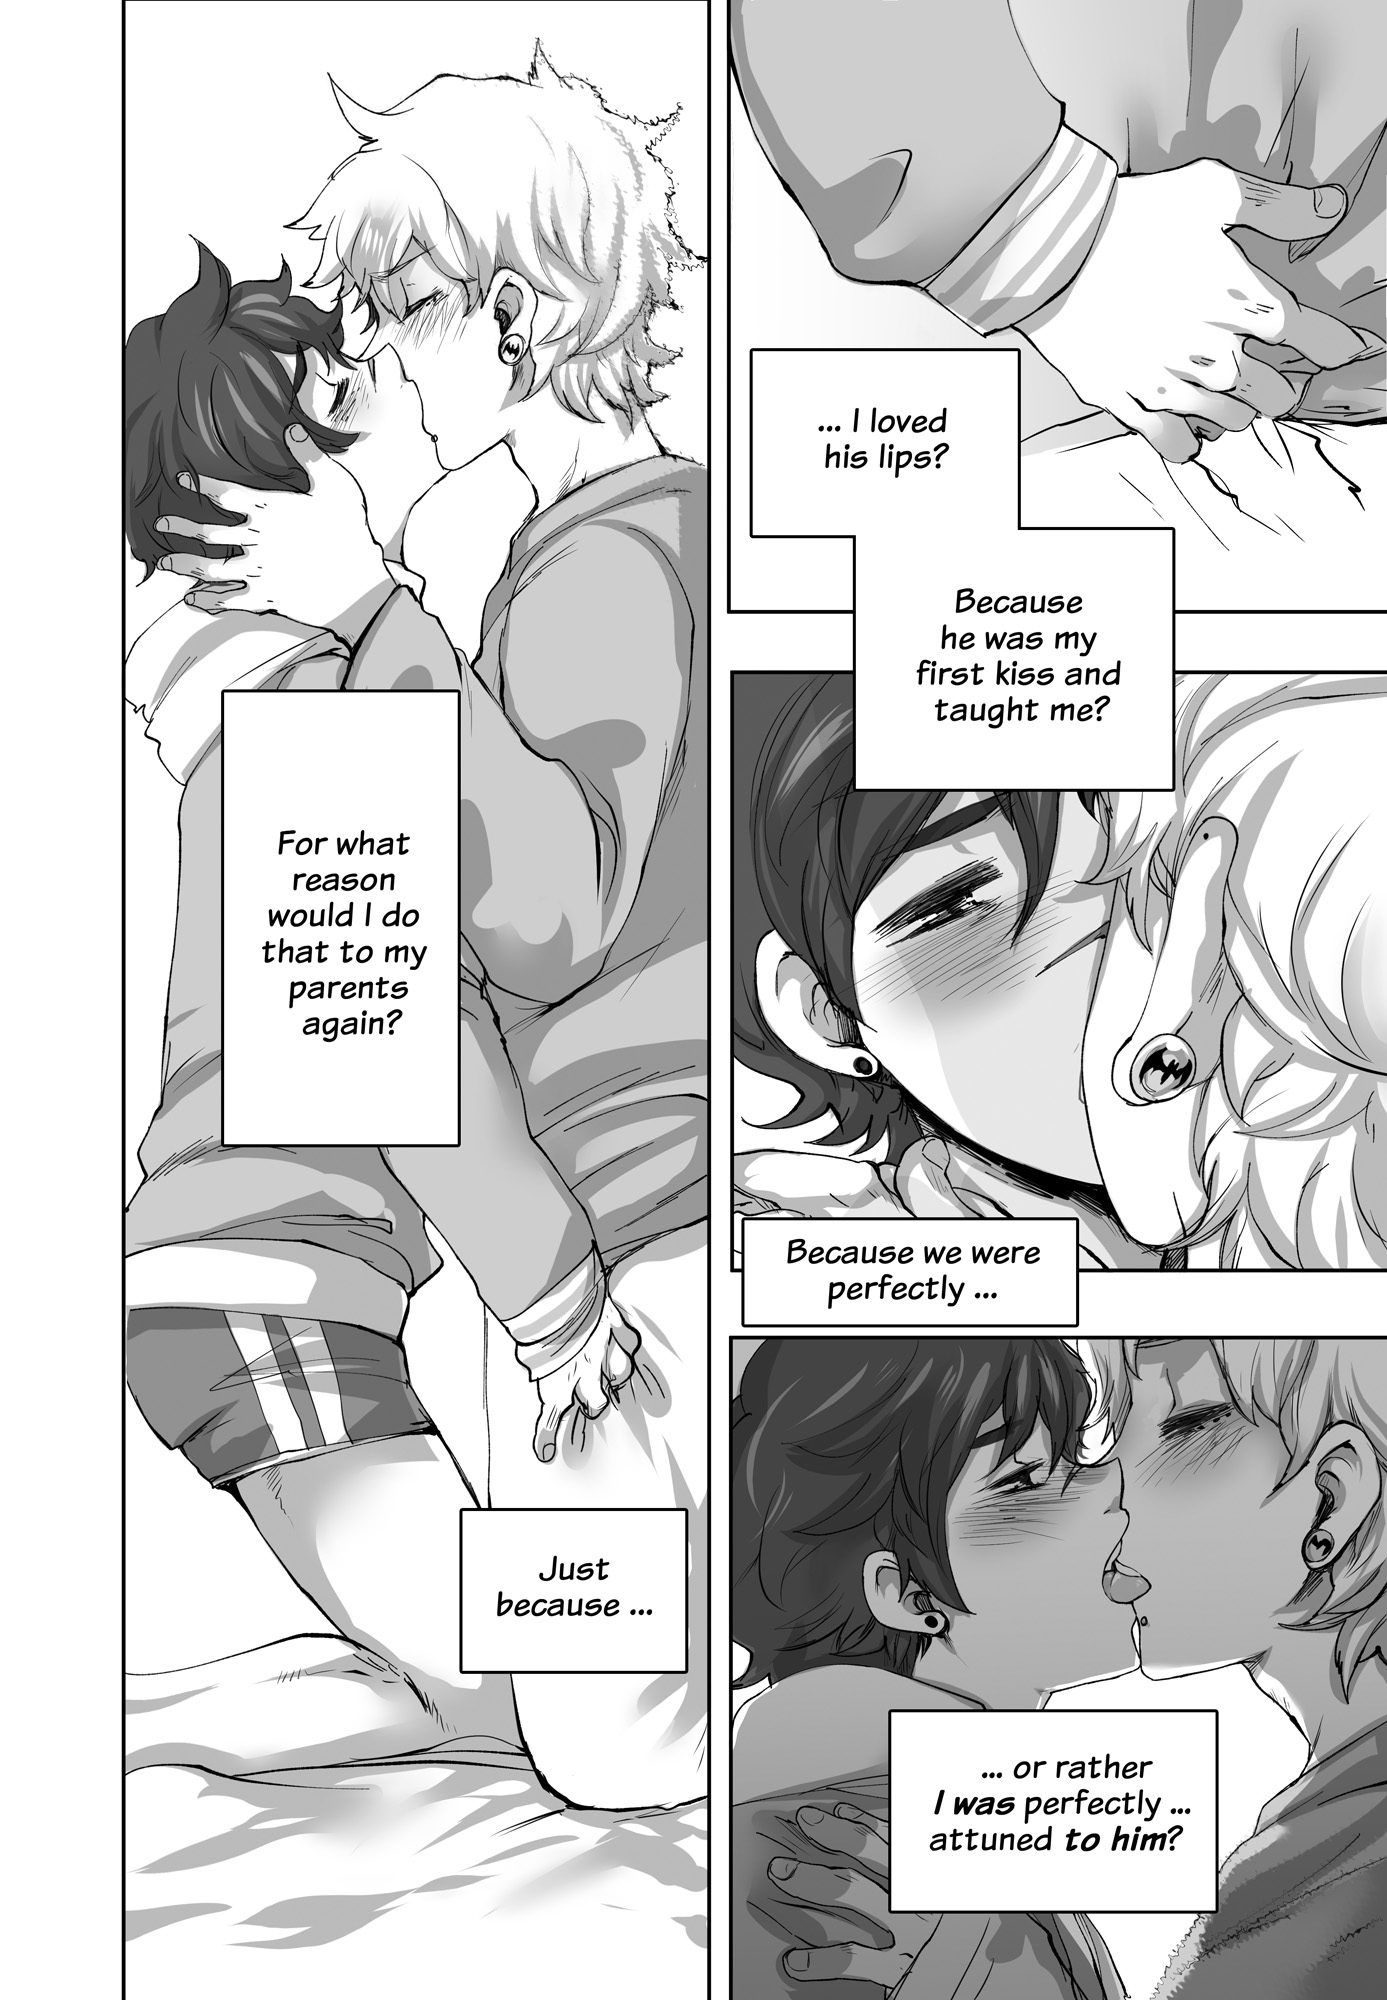 For what
reason
would I do
that to my
parents
again?
Just
because ...
... I loved
his lips?
Because
he was my
first kiss and
taught me?
Because we were
perfectly ...
... or rather
I was perfectly ...
attuned to him?